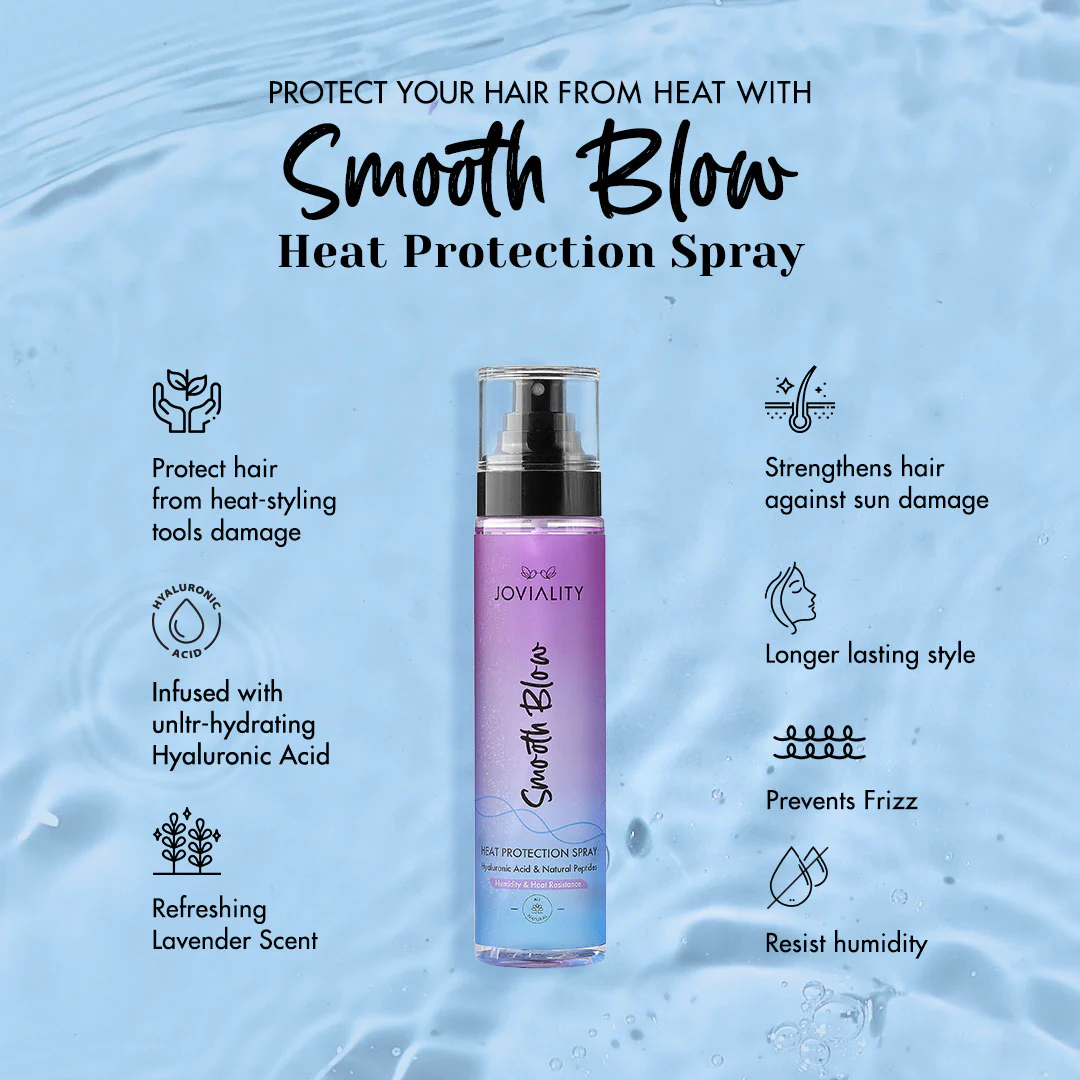 PROTECT YOUR HAIR FROM HEAT WITH
Smooth Blow
Heat Protection Spray
Protect hair
from heat-styling
tools damage
HYALURONIC
ACID
Infused with
unltr-hydrating
Hyaluronic Acid
Refreshing
Lavender Scent
JOVIALITY
Smooth Blow
HEAT PROTECTION SPRAY
Hyaluronic Acid & Natural Peptides
Humidity & Heat Resistance
Strengthens hair
against sun damage
Longer lasting style
Prevents Frizz
Resist humidity